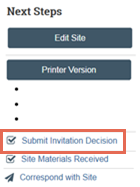 Next Steps
Edit Site
Printer Version
Submit Invitation Decision
Site Materials Received
Correspond with Site